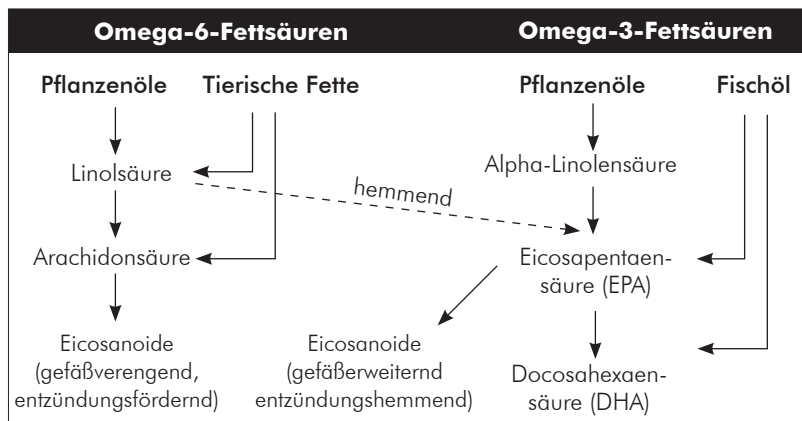 Omega-6-Fettsäuren
Omega-3-Fettsäuren
Pflanzenöle
Tierische Fette
Pflanzenöle
Fischöl
Linolsäure
hemmend
Alpha-Linolensäure
Arachidonsäure
Eicosapentaen-
säure (EPA)
Eicosanoide
(gefäßverengend,
entzündungsfördernd)
Eicosanoide
(gefäßerweiternd
entzündungshemmend)
Docosahexaen-
säure (DHA)